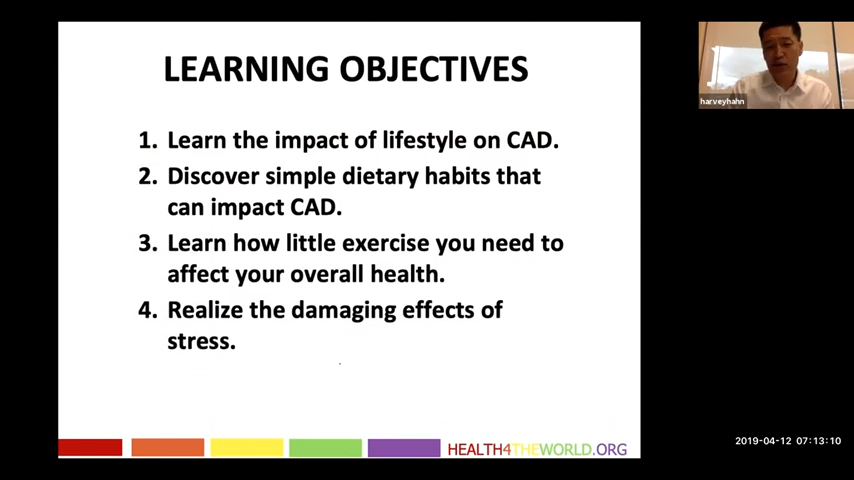 LEARNING OBJECTIVES
1. Learn the impact of lifestyle on CAD.
2. Discover simple dietary habits that
can impact CAD.
3. Learn how little exercise you need to
affect your overall health.
4. Realize the damaging effects of
stress.
HEALTH4THEWORLD.ORG
harveyhahn
2019-04-12 07:13:10